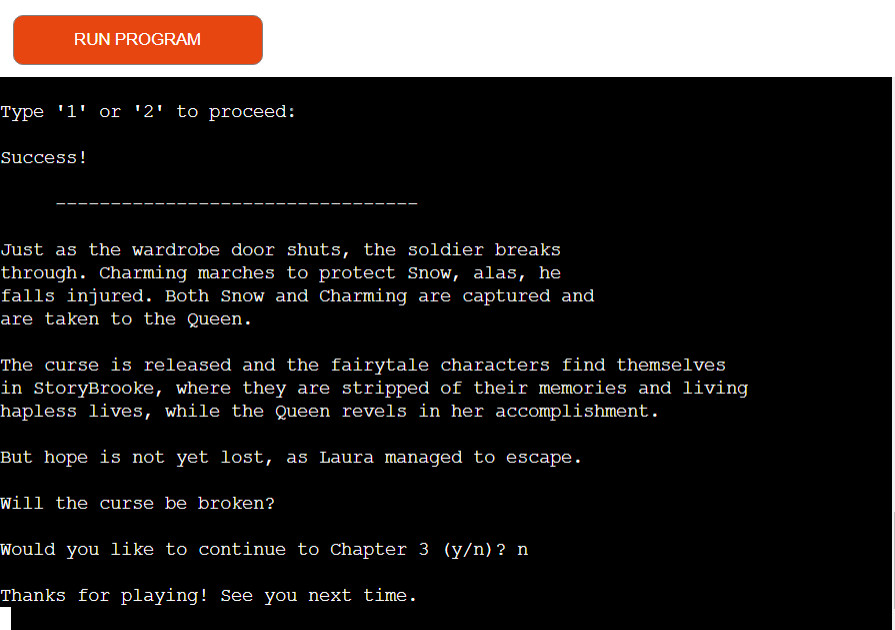 RUN PROGRAM
Type '1' or '2' to proceed:
Success!
---------------------------------
Just as the wardrobe door shuts, the soldier breaks
through. Charming marches to protect Snow, alas, he
falls injured. Both Snow and Charming are captured and
are taken to the Queen.
The curse is released and the fairytale characters find themselves
in StoryBrooke, where they are stripped of their memories and living
hapless lives, while the Queen revels in her accomplishment.
But hope is not yet lost, as Laura managed to escape.
Will the curse be broken?
Would you like to continue to Chapter 3 (y/n)? n
Thanks for playing! See you next time.